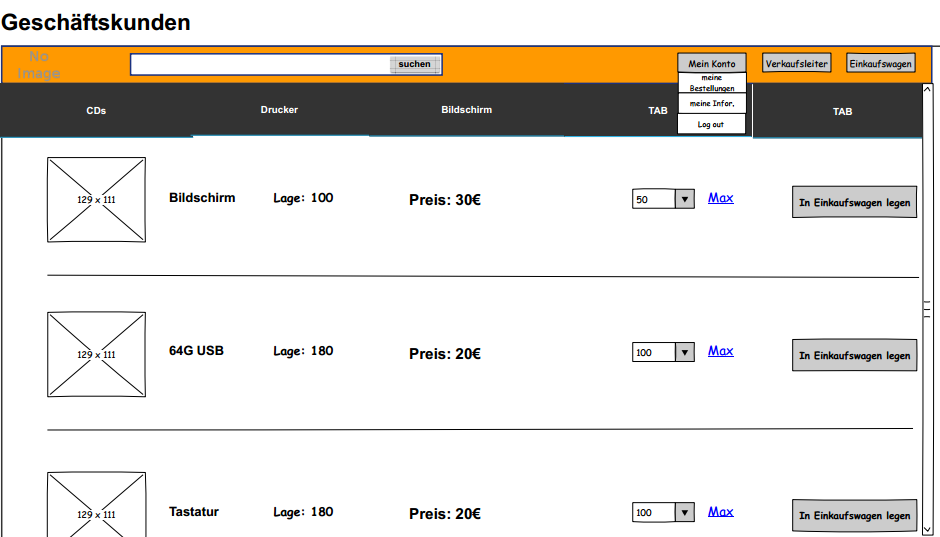 Geschäftskunden
No
Image
suchen
Mein Konto
Verkaufsleiter
Einkaufswagen
meine
Bestellungen
meine Infor,
Log out
CDs
Drucker
Bildschirm
TAB
TAB
129 x 111
Bildschirm
Lage: 100
Preis: 30€
50
Max
In Einkaufswagen legen
129 x 111
64G USB
Lage: 180
Preis: 20€
100
Max
In Einkaufswagen legen
129 x 111
Tastatur
Lage: 180
Preis: 20€
100
Max
In Einkaufswagen legen